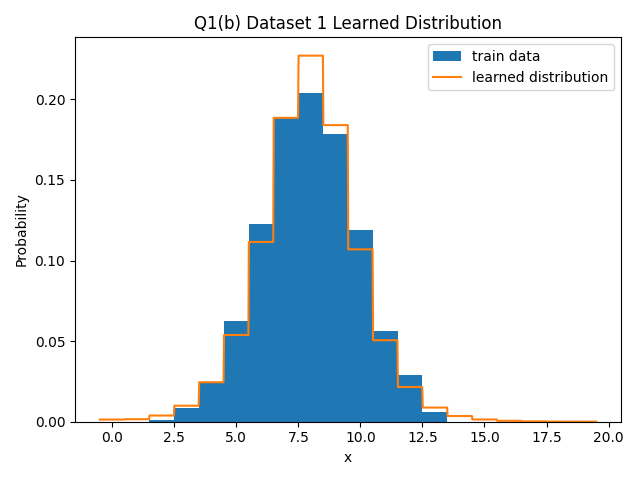 Q1(b) Dataset 1 Learned Distribution
train data
learned distribution
0.20
0.15
0.10
0.05
0.00
Probability
0.0 2.5 5.0 7.5 10.0 12.5 15.0 17.5 20.0
x